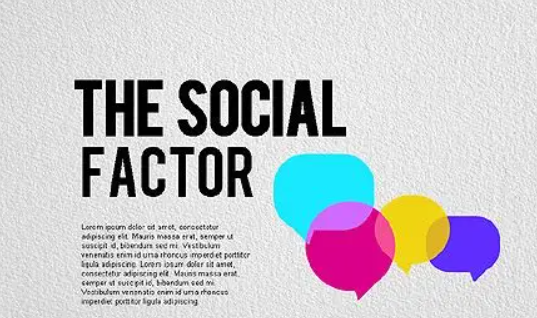 THE SOCIAL
FACTOR
Lorem ipsum dolor sit amet, consectetur
adipiscing elit. Mauris massa erat, semper ut
suscipit id, bibendum sed mi. Vestibulum
venenatis enim id urna rhoncus imperdiet porttitor
ligula adipiscing. Lorem ipsum dolor sit amet,
consectetur adipiscing elit. Mauris massa erat,
semper ut suscipit id, bibendum sed mi.
Vestibulum venenatis enim id urna rhoncus
imperdiet porttitor ligula adipiscing.